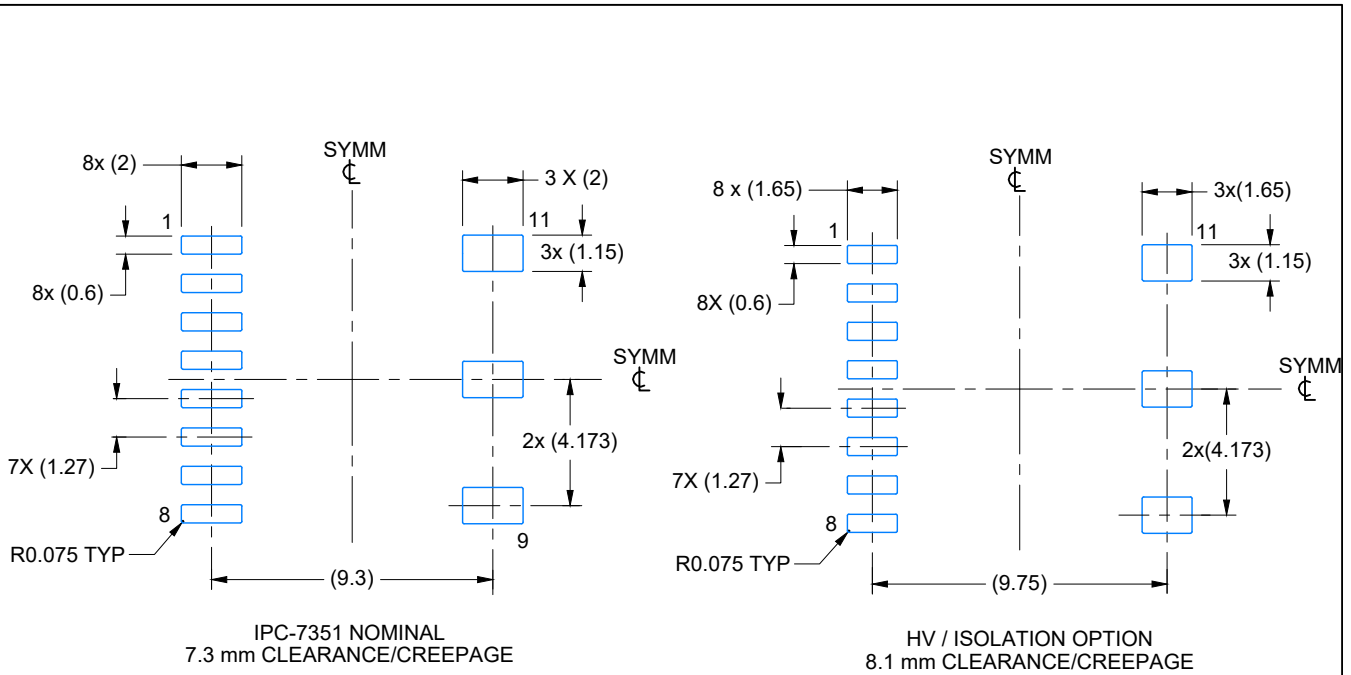 SYMM
℄
8x (2)
3 X (2)
1
11
3x (1.15)
8x (0.6)
SYMM
℄
2x (4.173)
7X (1.27)
8
9
R0.075 TYP
(9.3)
IPC-7351 NOMINAL
7.3 mm CLEARANCE/CREEPAGE
SYMM
℄
8 x (1.65)
3x(1.65)
1
11
3x (1.15)
8X (0.6)
SYMM
℄
2x(4.173)
7X (1.27)
8
R0.075 TYP
(9.75)
HV / ISOLATION OPTION
8.1 mm CLEARANCE/CREEPAGE